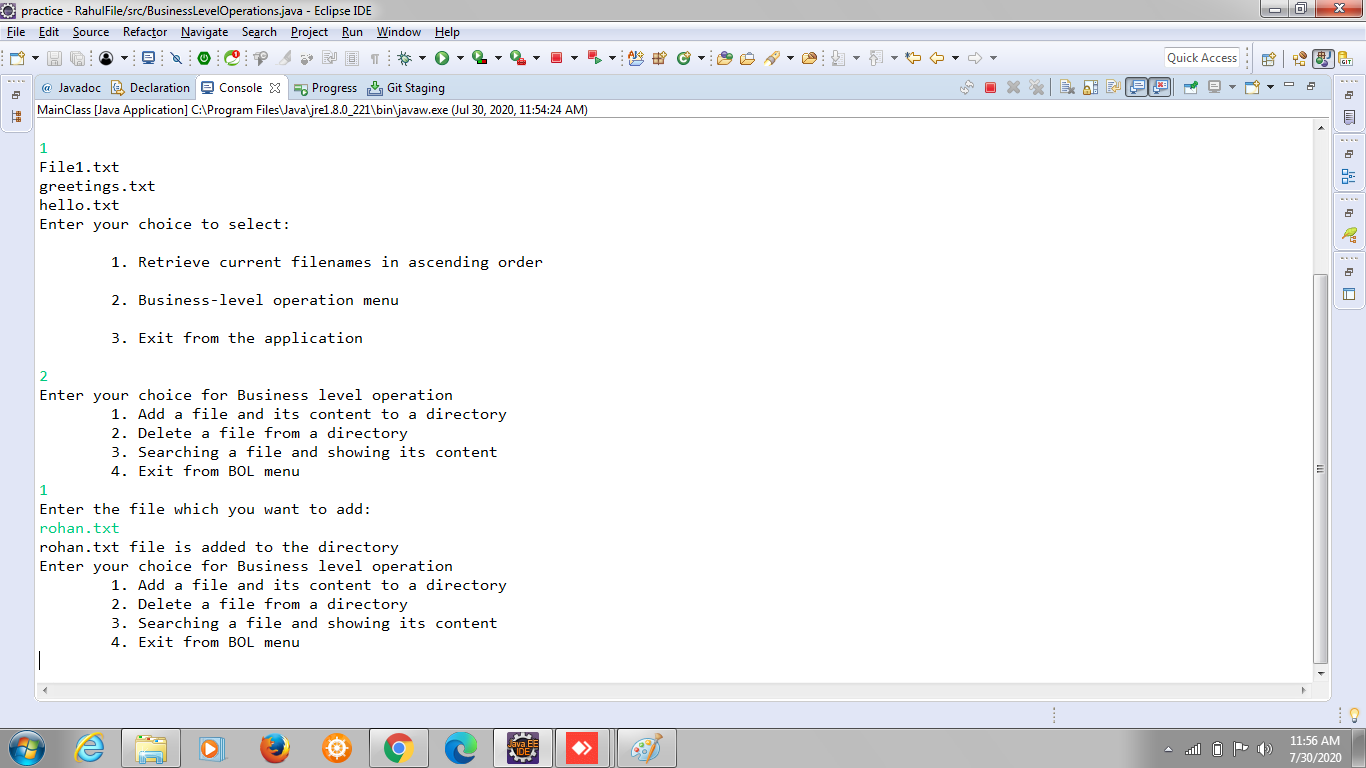 practice - RahulFile/src/BusinessLevelOperations.java - Eclipse IDE
File Edit Source Refactor Navigate Search Project Run Window Help
Quick Access
@ Javadoc Declaration Console Progress Git Staging
MainClass [Java Application] C:\Program Files\Java\jre1.8.0_221\bin\javaw.exe (Jul 30, 2020, 11:54:24 AM)
1
File1.txt
greetings.txt
hello.txt
Enter your choice to select:
1. Retrieve current filenames in ascending order
2. Business-level operation menu
3. Exit from the application
2
Enter your choice for Business level operation
1. Add a file and its content to a directory
2. Delete a file from a directory
3. Searching a file and showing its content
4. Exit from BOL menu
1
Enter the file which you want to add:
rohan.txt
rohan.txt file is added to the directory
Enter your choice for Business level operation
1. Add a file and its content to a directory
2. Delete a file from a directory
3. Searching a file and showing its content
4. Exit from BOL menu
Java EE
IDE
11:56 AM
7/30/2020